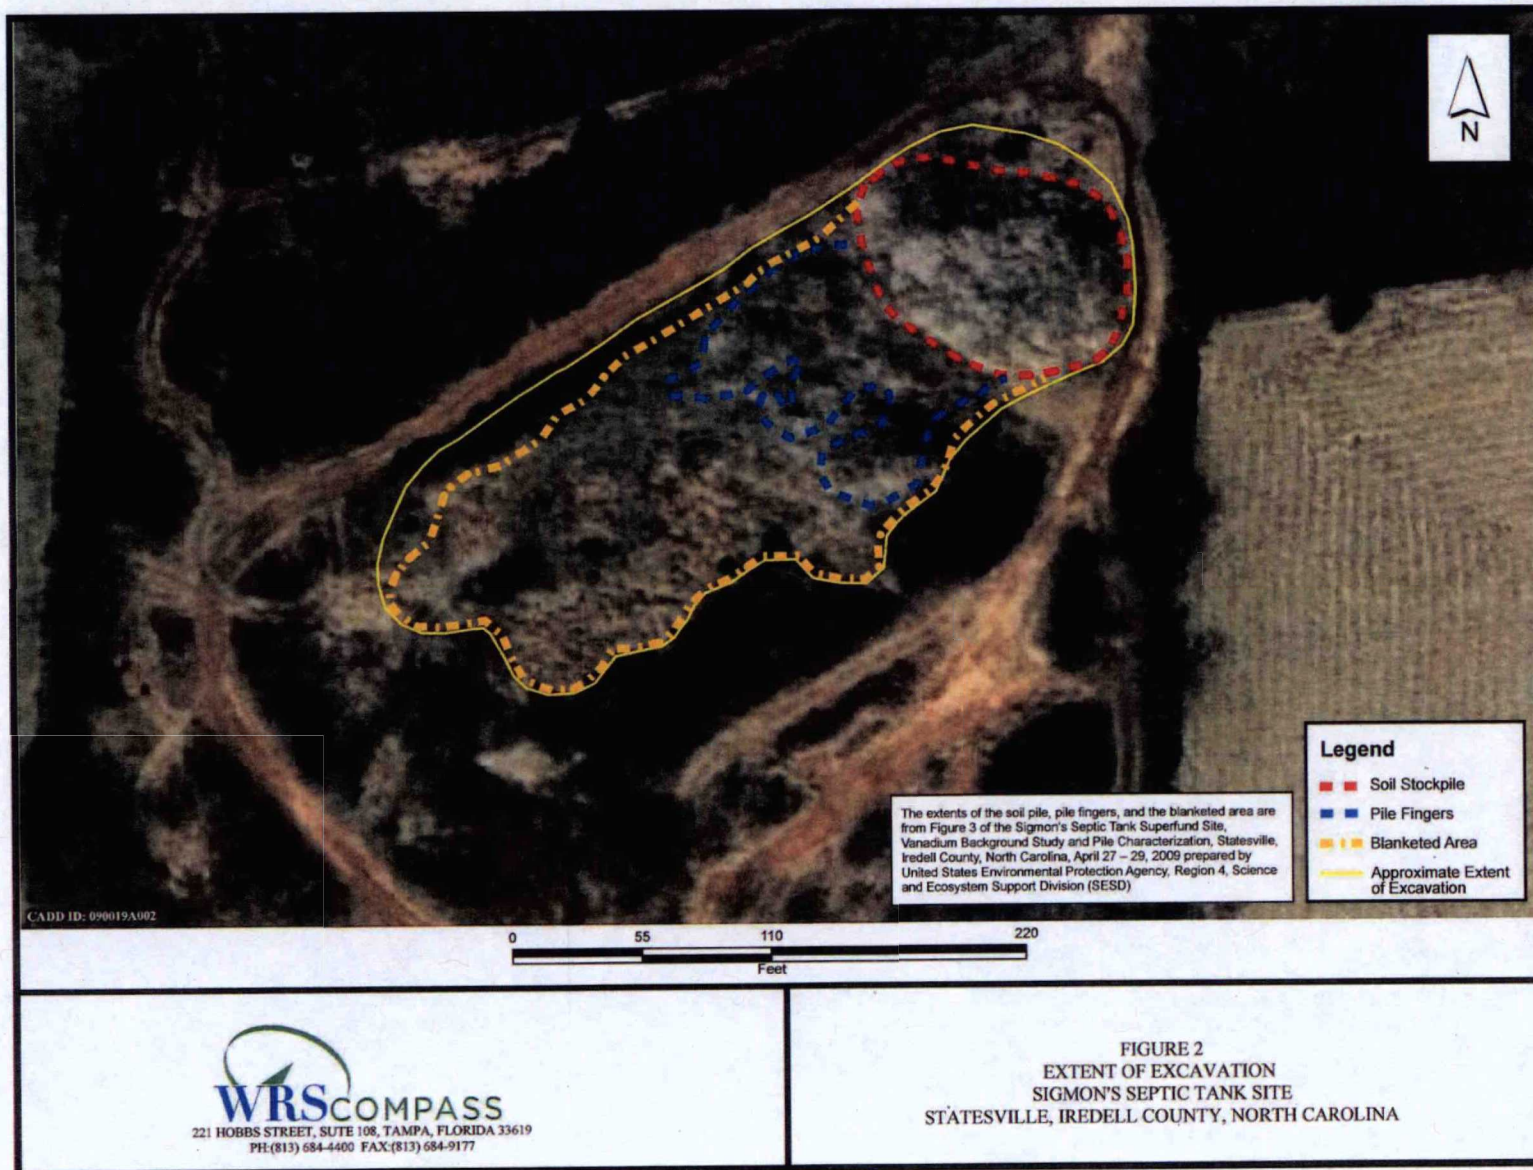 N
Legend
Soil Stockpile
Pile Fingers
Blanketed Area
Approximate Extent
of Excavation
The extents of the soil pile, pile fingers, and the blanketed area are
from Figure 3 of the Sigmon's Septic Tank Superfund Site,
Vanadium Background Study and Pile Characterization, Statesville,
Iredell County, North Carolina, April 27 – 29, 2009 prepared by
United States Environmental Protection Agency, Region 4, Science
and Ecosystem Support Division (SESD)
CADD ID: 090019A002
0 55 110 220
Feet
WRSCOMPASS
221 HOBBS STREET, SUTE 108, TAMPA, FLORIDA 33619
PH:(813) 684-4400 FAX:(813) 684-9177
FIGURE 2
EXTENT OF EXCAVATION
SIGMON'S SEPTIC TANK SITE
STATESVILLE, IREDELL COUNTY, NORTH CAROLINA